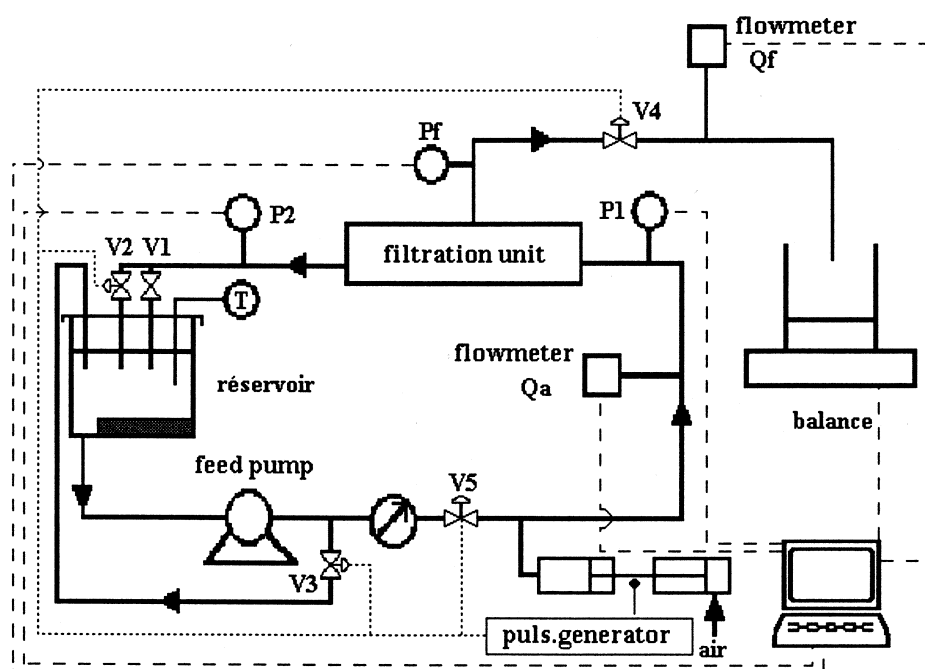 flowmeter
Qf
V4
Pf
P2
P1
V2 V1
filtration unit
T
flowmeter
Qa
réservoir
balance
feed pump
V5
V3
puls.generator
air